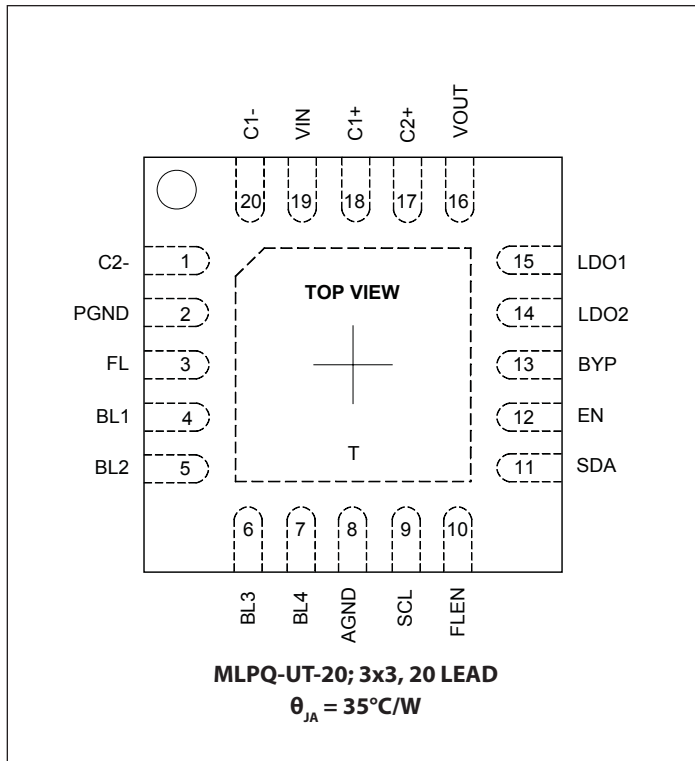 C1-
VIN
C1+
C2+
VOUT
20
19
18
17
16
C2-
1
PGND
2
FL
3
BL1
4
BL2
5
TOP VIEW
T
15
LDO1
14
LDO2
13
BYP
12
EN
11
SDA
6
7
8
9
10
BL3
BL4
AGND
SCL
FLEN
MLPQ-UT-20; 3x3, 20 LEAD
θJA = 35°C/W